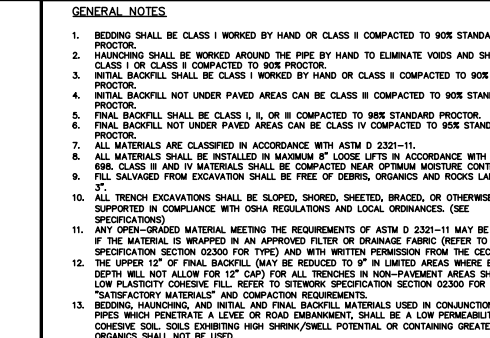 GENERAL NOTES
1. BEDDING SHALL BE CLASS I WORKED BY HAND OR CLASS II COMPACTED TO 90% STANDA
PROCTOR.
2. HAUNCHING SHALL BE WORKED AROUND THE PIPE BY HAND TO ELIMINATE VOIDS AND SH
CLASS I OR CLASS II COMPACTED TO 90% PROCTOR.
3. INITIAL BACKFILL SHALL BE CLASS I WORKED BY HAND OR CLASS II COMPACTED TO 90%
PROCTOR.
4. INITIAL BACKFILL NOT UNDER PAVED AREAS CAN BE CLASS III COMPACTED TO 90% STAN
PROCTOR.
5. FINAL BACKFILL SHALL BE CLASS I, II, OR III COMPACTED TO 98% STANDARD PROCTOR.
6. FINAL BACKFILL NOT UNDER PAVED AREAS CAN BE CLASS IV COMPACTED TO 95% STAND
PROCTOR.
7. ALL MATERIALS ARE CLASSIFIED IN ACCORDANCE WITH ASTM D 2321-11.
8. ALL MATERIALS SHALL BE INSTALLED IN MAXIMUM 8" LOOSE LIFTS IN ACCORDANCE WITH
698. CLASS III AND IV MATERIALS SHALL BE COMPACTED NEAR OPTIMUM MOISTURE CONT
9. FILL SALVAGED FROM EXCAVATION SHALL BE FREE OF DEBRIS, ORGANICS AND ROCKS LAR
3".
10. ALL TRENCH EXCAVATIONS SHALL BE SLOPED, SHORED, SHEETED, BRACED, OR OTHERWISE
SUPPORTED IN COMPLIANCE WITH OSHA REGULATIONS AND LOCAL ORDINANCES. (SEE
SPECIFICATIONS)
11. ANY OPEN-GRADED MATERIAL MEETING THE REQUIREMENTS OF ASTM D 2321-11 MAY BE
IF THE MATERIAL IS WRAPPED IN AN APPROVED FILTER OR DRAINAGE FABRIC (REFER TO
SPECIFICATION SECTION 02300 FOR TYPE) AND WITH WRITTEN PERMISSION FROM THE CEC
12. THE UPPER 12" OF FINAL BACKFILL (MAY BE REDUCED TO 9" IN LIMITED AREAS WHERE
DEPTH WILL NOT ALLOW FOR 12" CAP) FOR ALL TRENCHES IN NON-PAVEMENT AREAS SH
LOW PLASTICITY COHESIVE FILL. REFER TO SITEWORK SPECIFICATION SECTION 02300 FOR
"SATISFACTORY MATERIALS" AND COMPACTION REQUIREMENTS.
13. BEDDING, HAUNCHING, AND INITIAL AND FINAL BACKFILL MATERIALS USED IN CONJUNCTION
PIPES WHICH PENETRATE A LEVEE OR ROAD EMBANKMENT, SHALL BE A LOW PERMEABILIT
COHESIVE SOIL. SOILS EXHIBITING HIGH SHRINK/SWELL POTENTIAL OR CONTAINING GREATE
ORGANICS SHALL NOT BE USED